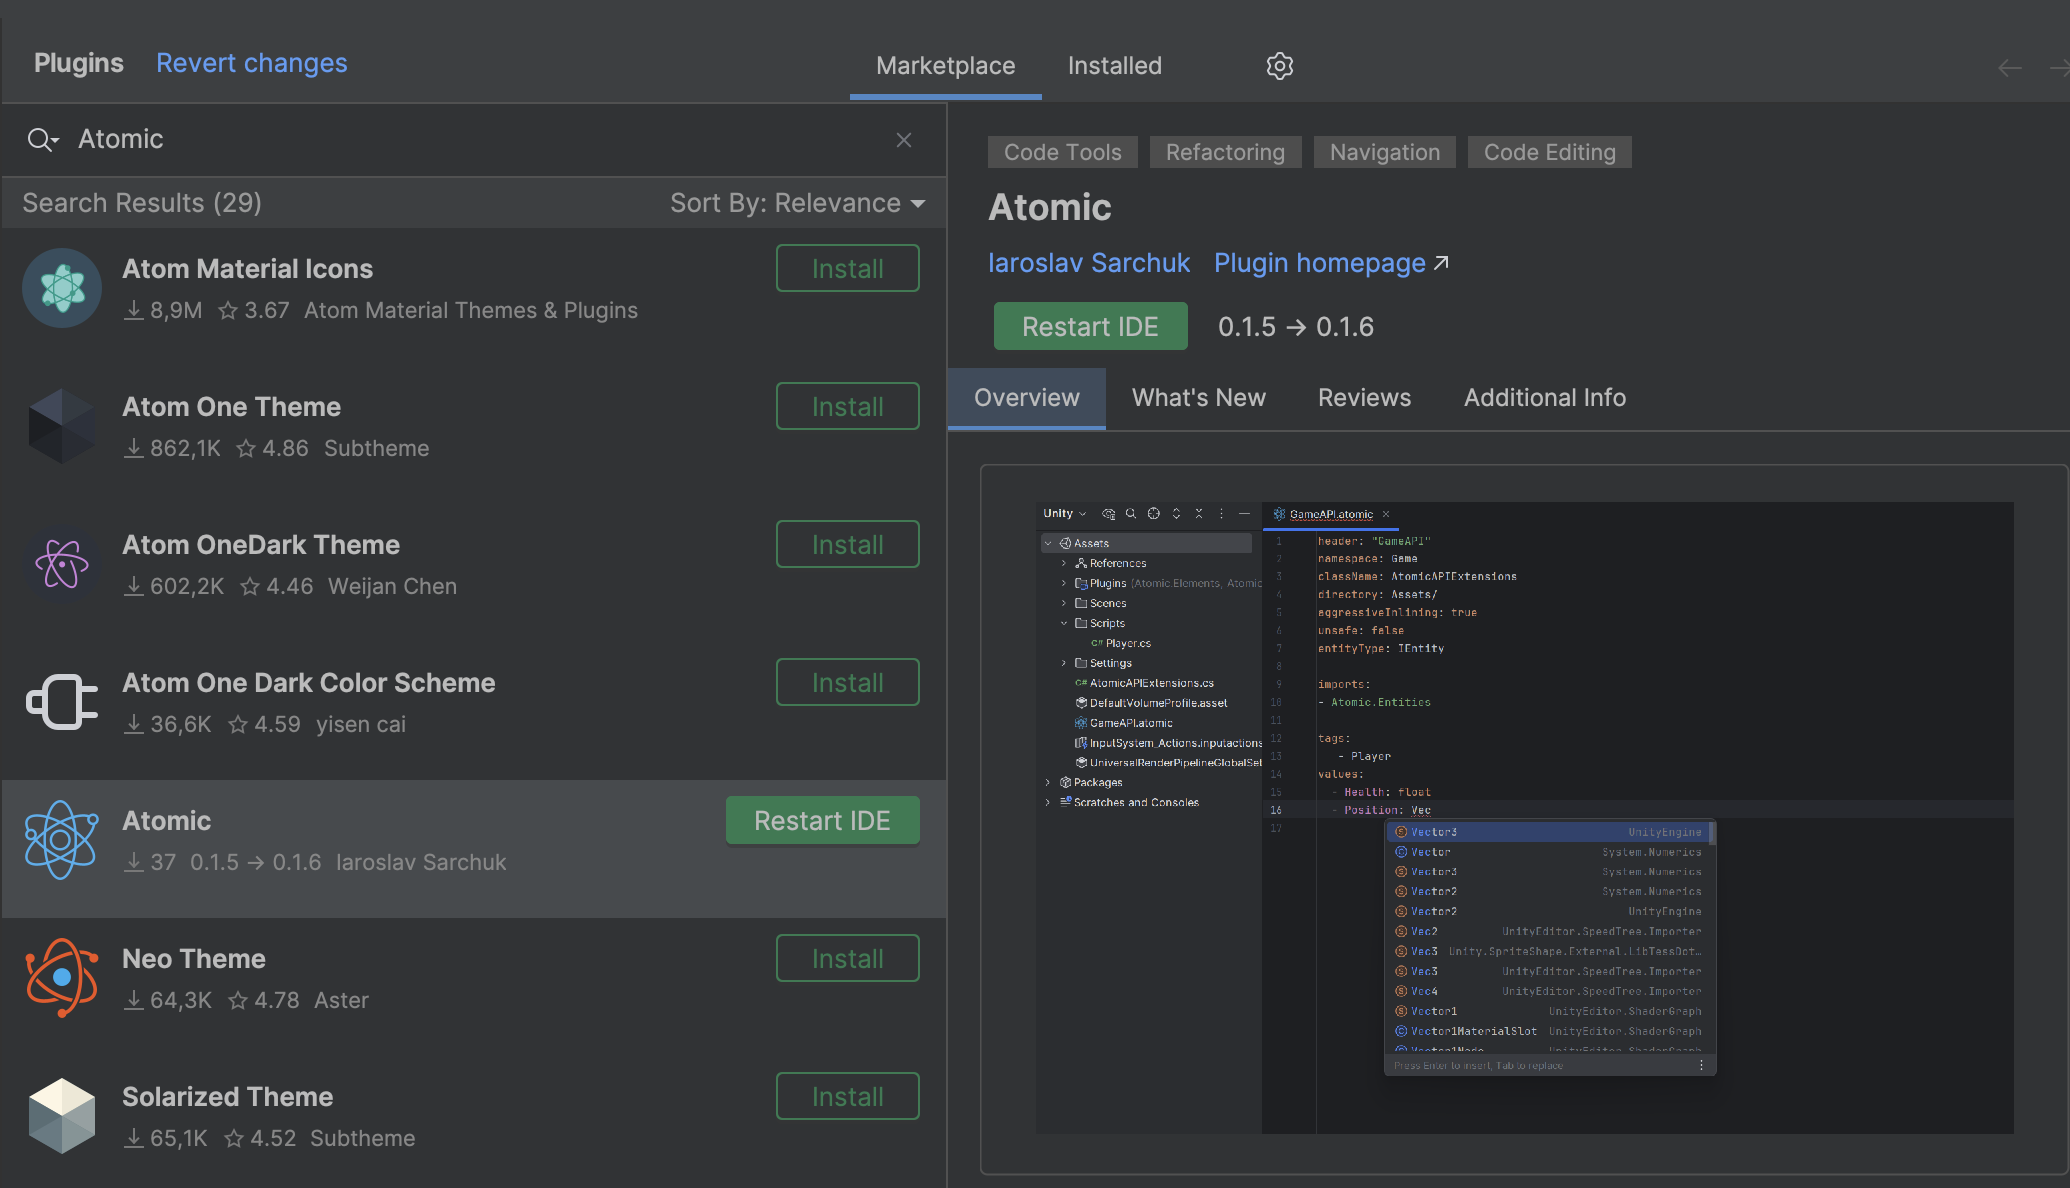 Plugins Revert changes
Marketplace Installed
Atomic
Search Results (29) Sort By: Relevance
Atom Material Icons Install
8,9M 3.67 Atom Material Themes & Plugins
Atom One Theme Install
862,1K 4.86 Subtheme
Atom OneDark Theme Install
602,2K 4.46 Weijan Chen
Atom One Dark Color Scheme Install
36,6K 4.59 yisen cai
Atomic Restart IDE
37 0.1.5 → 0.1.6 Iaroslav Sarchuk
Neo Theme Install
64,3K 4.78 Aster
Solarized Theme Install
65,1K 4.52 Subtheme
Code Tools Refactoring Navigation Code Editing
Atomic
Iaroslav Sarchuk Plugin homepage ↗
Restart IDE 0.1.5 → 0.1.6
Overview What's New Reviews Additional Info
Unity
Assets
References
Plugins (Atomic.Elements, Atomic
Scenes
Scripts
C# Player.cs
Settings
C# AtomicAPIExtensions.cs
DefaultVolumeProfile.asset
GameAPI.atomic
InputSystem_Actions.inputactions
UniversalRenderPipelineGlobalSet
Packages
Scratches and Consoles
GameAPI.atomic
1 header: "GameAPI"
2 namespace: Game
3 className: AtomicAPIExtensions
4 directory: Assets/
5 aggressiveInlining: true
6 unsafe: false
7 entityType: IEntity
8
9 imports:
10 - Atomic.Entities
11
12 tags:
13 - Player
14 values:
15 - Health: float
16 - Position: Vec
17
Vector3 UnityEngine
Vector System.Numerics
Vector3 System.Numerics
Vector2 System.Numerics
Vector2 UnityEngine
Vec2 UnityEditor.SpeedTree.Importer
Vec3 Unity.SpriteShape.External.LibTessDot…
Vec3 UnityEditor.SpeedTree.Importer
Vec4 UnityEditor.SpeedTree.Importer
Vector1 UnityEditor.ShaderGraph
Vector1MaterialSlot UnityEditor.ShaderGraph
Vector1Node UnityEditor.ShaderGraph
Press Enter to insert, Tab to replace